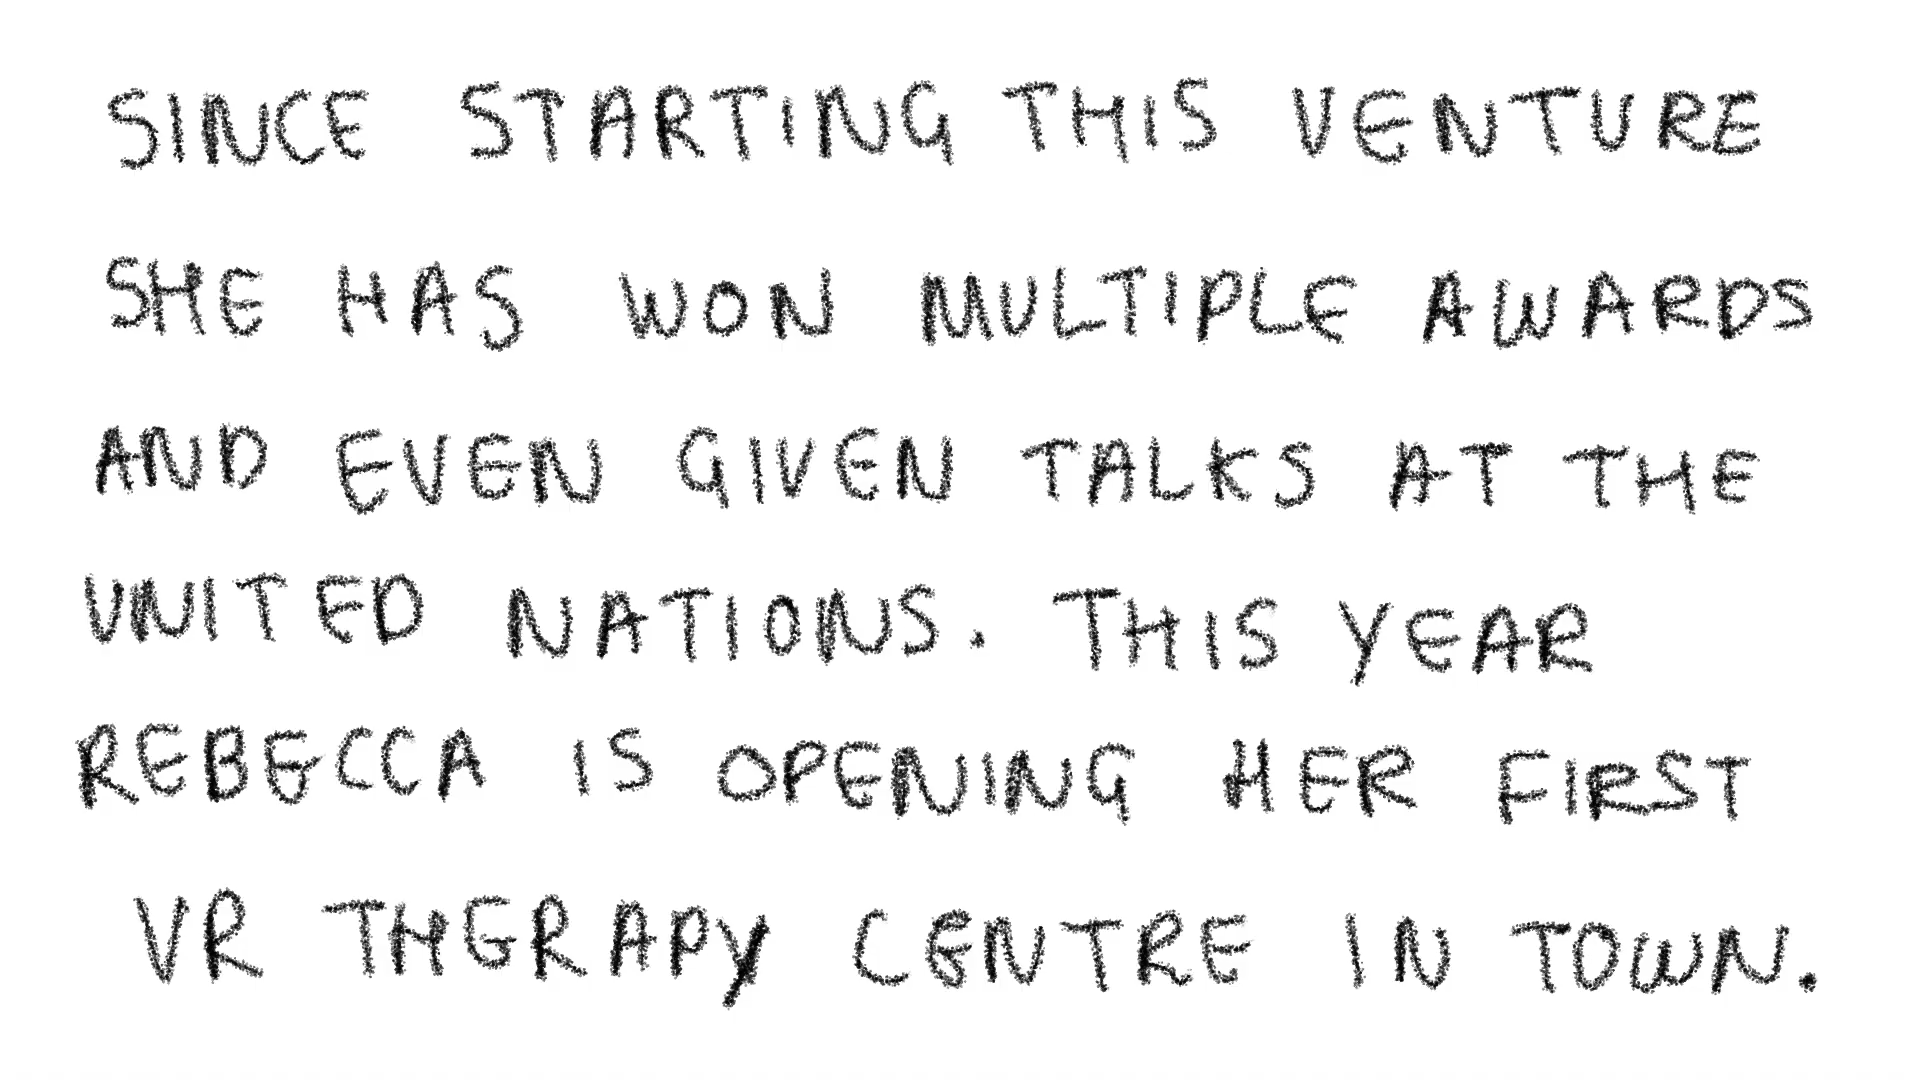 SINCE STARTING THIS VENTURE
SHE HAS WON MULTIPLE AWARDS
AND EVEN GIVEN TALKS AT THE
UNITED NATIONS. THIS YEAR
REBECCA IS OPENING HER FIRST
VR THERAPY CENTRE IN TOWN.